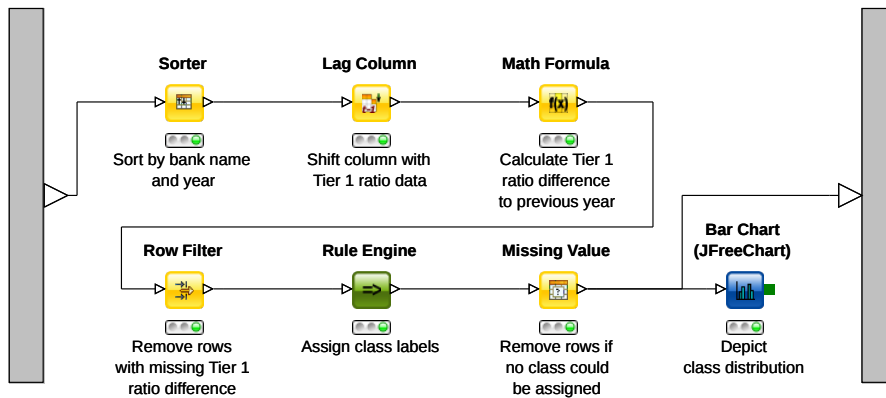 Sorter
Sort by bank name
and year
Lag Column
Shift column with
Tier 1 ratio data
Math Formula
f(x)
Calculate Tier 1
ratio difference
to previous year
Row Filter
Remove rows
with missing Tier 1
ratio difference
Rule Engine
=>
Assign class labels
Missing Value
?
Remove rows if
no class could
be assigned
Bar Chart
(JFreeChart)
Depict
class distribution